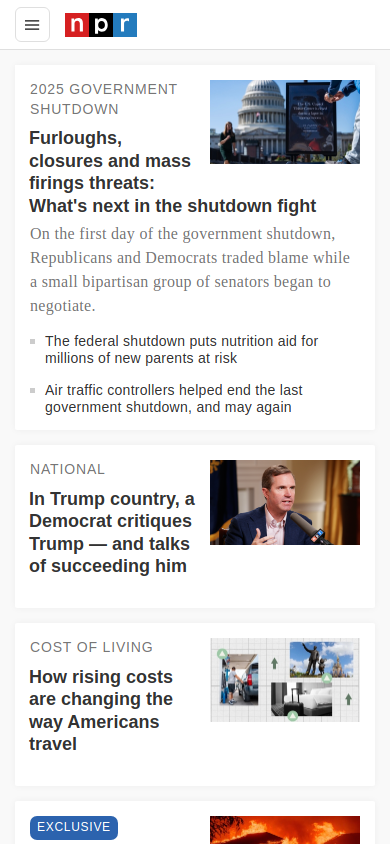 npr
2025 GOVERNMENT
SHUTDOWN
Furloughs,
closures and mass
firings threats:
What's next in the shutdown fight
On the first day of the government shutdown,
Republicans and Democrats traded blame while
a small bipartisan group of senators began to
negotiate.
The federal shutdown puts nutrition aid for
millions of new parents at risk
Air traffic controllers helped end the last
government shutdown, and may again
NATIONAL
In Trump country, a
Democrat critiques
Trump — and talks
of succeeding him
COST OF LIVING
How rising costs
are changing the
way Americans
travel
EXCLUSIVE